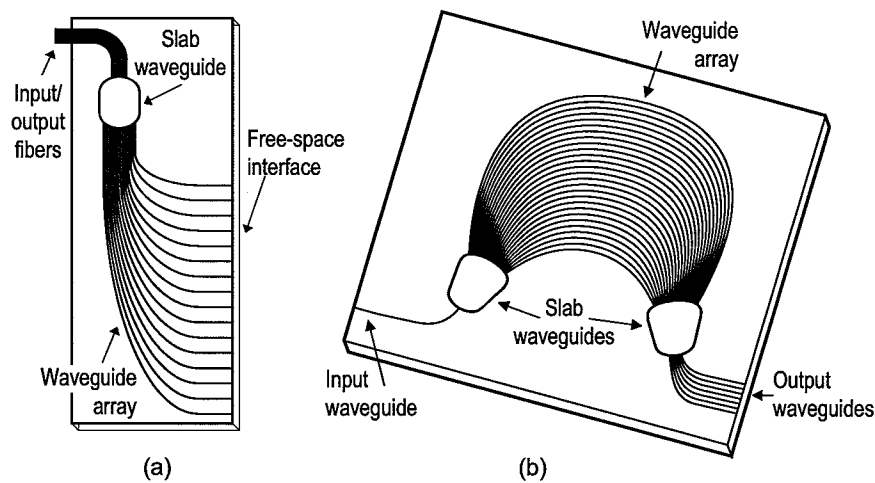 Slab
waveguide
Input/
output
fibers
Free-space
interface
Waveguide
array
(a)
Waveguide
array
Slab
waveguides
Input
waveguide
Output
waveguides
(b)